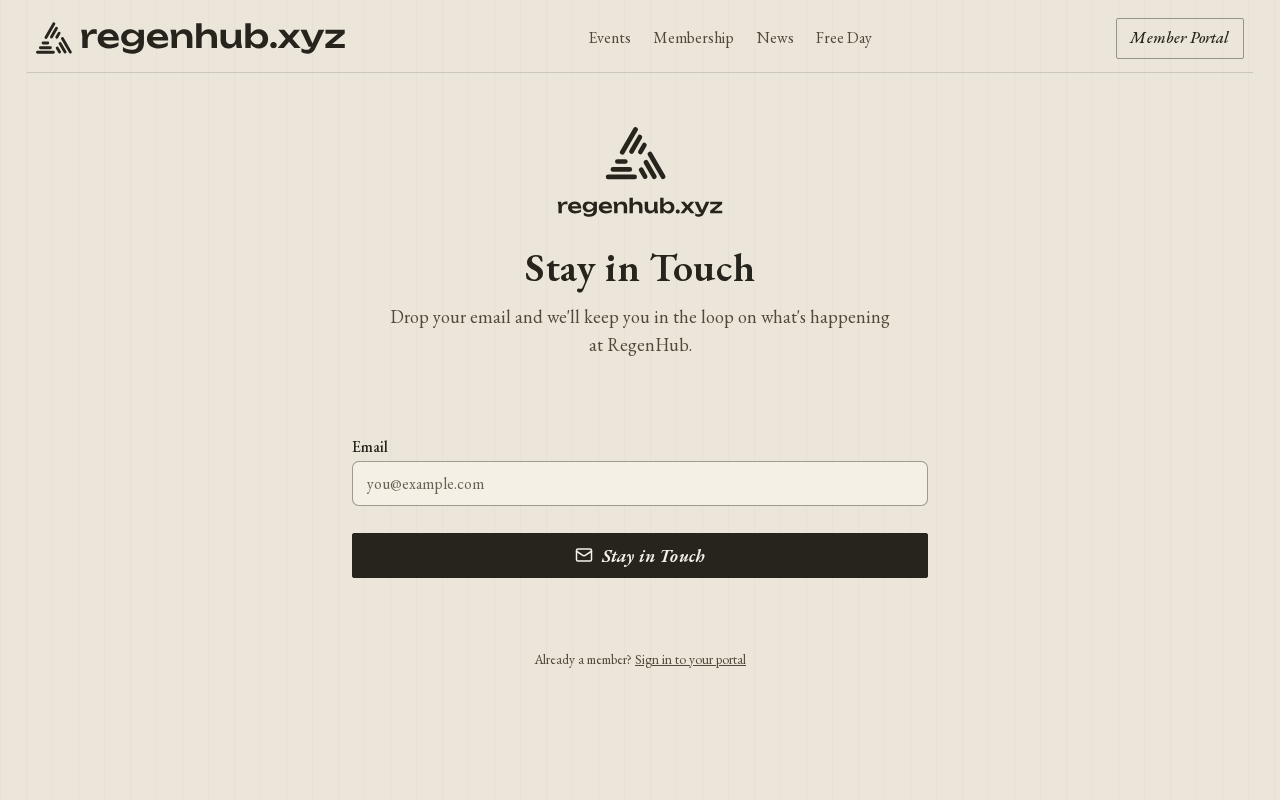 regenhub.xyz
Events
Membership
News
Free Day
Member Portal
regenhub.xyz
Stay in Touch
Drop your email and we'll keep you in the loop on what's happening
at RegenHub.
Email
you@example.com
Stay in Touch
Already a member? Sign in to your portal